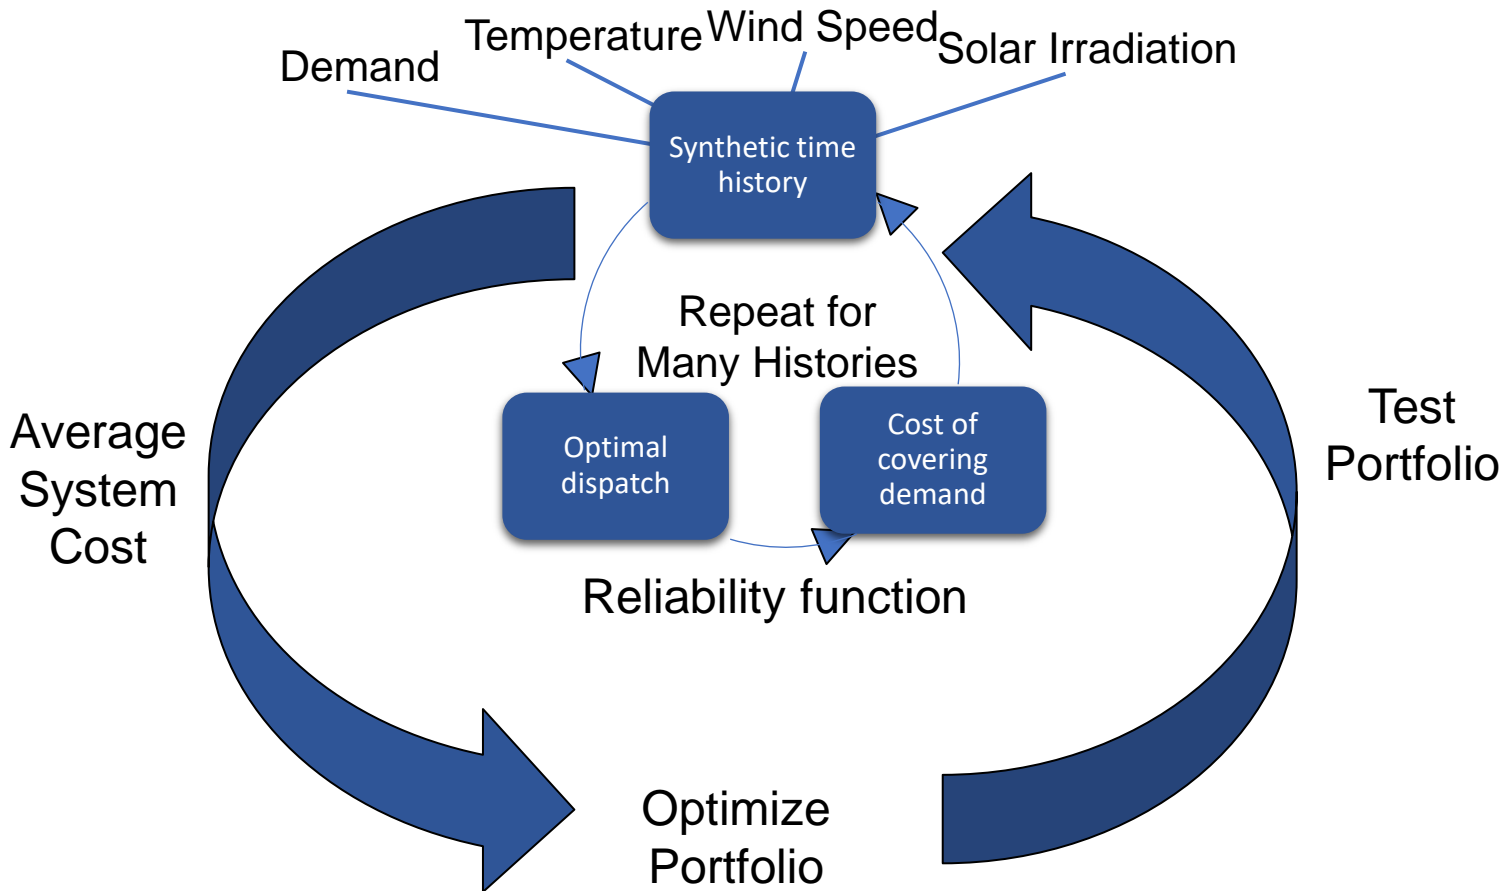 Demand
Temperature
Wind Speed
Solar Irradiation
Synthetic time
history
Repeat for
Many Histories
Optimal
dispatch
Cost of
covering
demand
Reliability function
Average
System
Cost
Test
Portfolio
Optimize
Portfolio